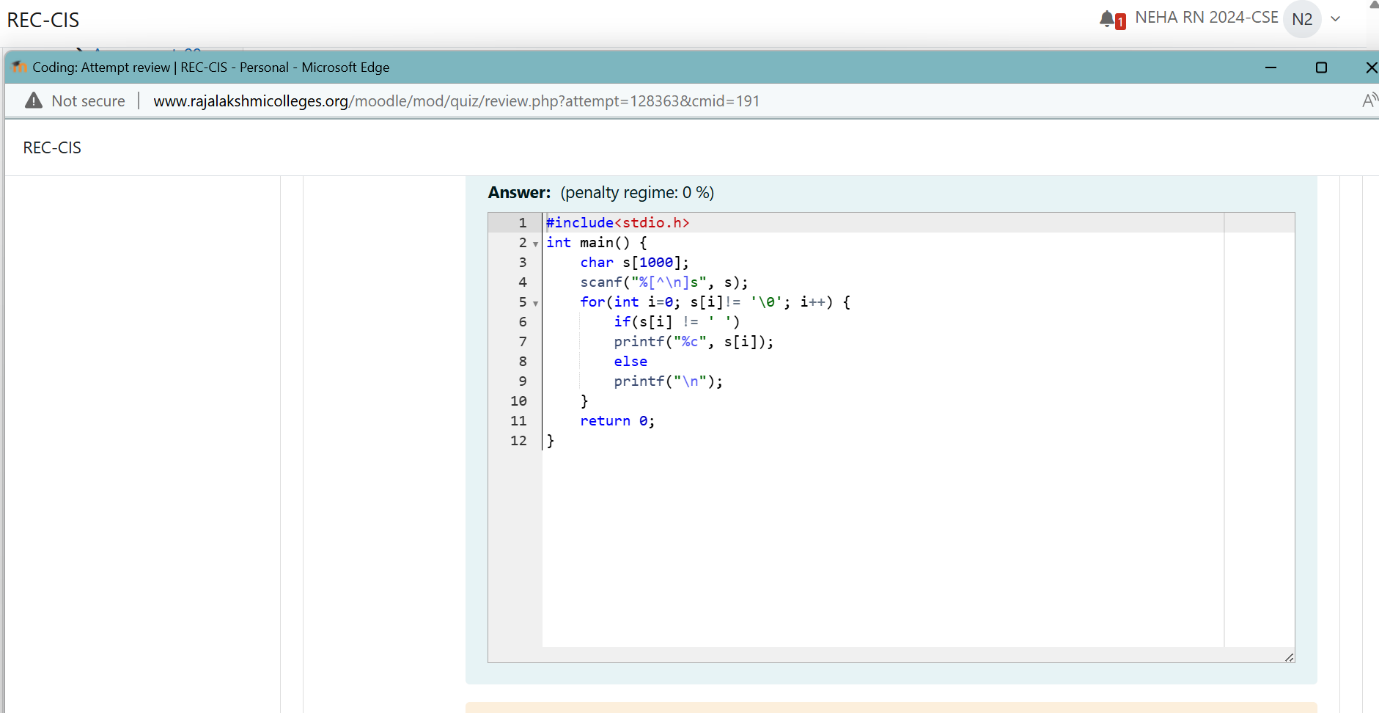 REC-CIS
1
NEHA RN 2024-CSE
N2
Coding: Attempt review | REC-CIS - Personal - Microsoft Edge
Not secure
www.rajalakshmicolleges.org/moodle/mod/quiz/review.php?attempt=128363&cmid=191
REC-CIS
Answer: (penalty regime: 0 %)
1 #include<stdio.h>
2 int main() {
3 char s[1000];
4 scanf("%[^\n]s", s);
5 for(int i=0; s[i]!= '\0'; i++) {
6 if(s[i] != ' ')
7 printf("%c", s[i]);
8 else
9 printf("\n");
10 }
11 return 0;
12 }